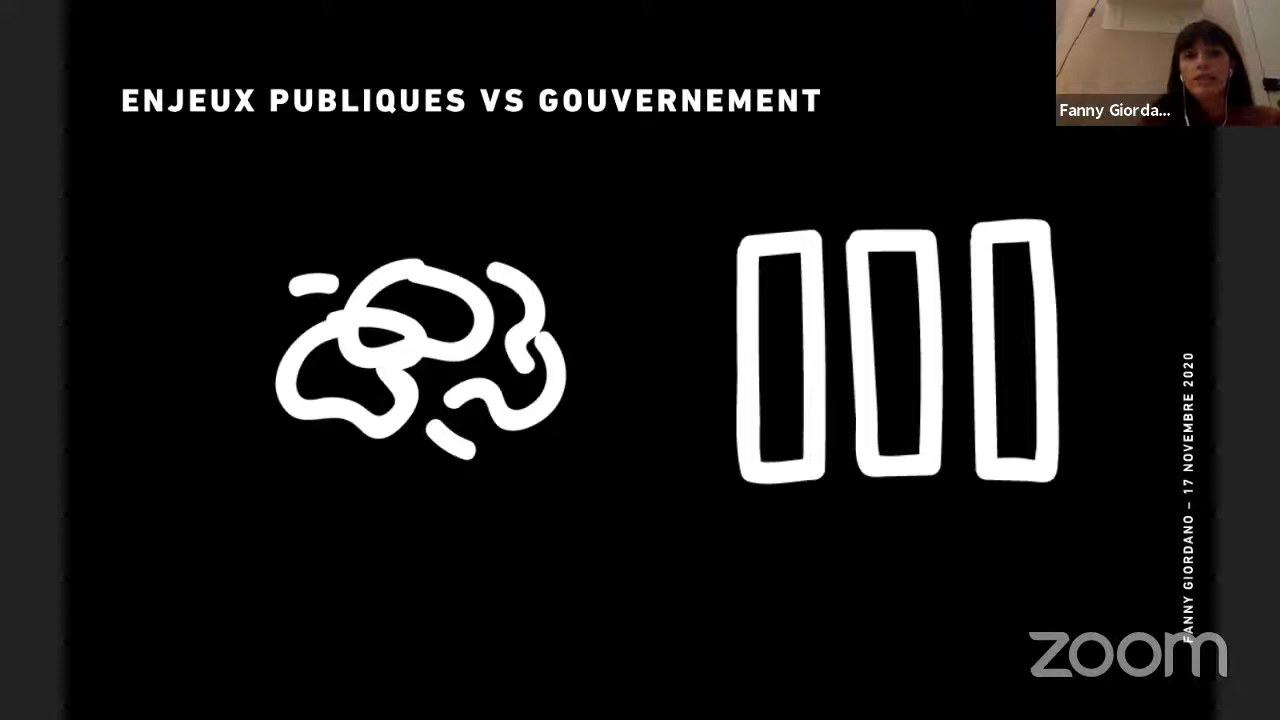 ENJEUX PUBLIQUES VS GOUVERNEMENT
Fanny Giorda...
FANNY GIORDANO – 17 NOVEMBRE 2020
zoom